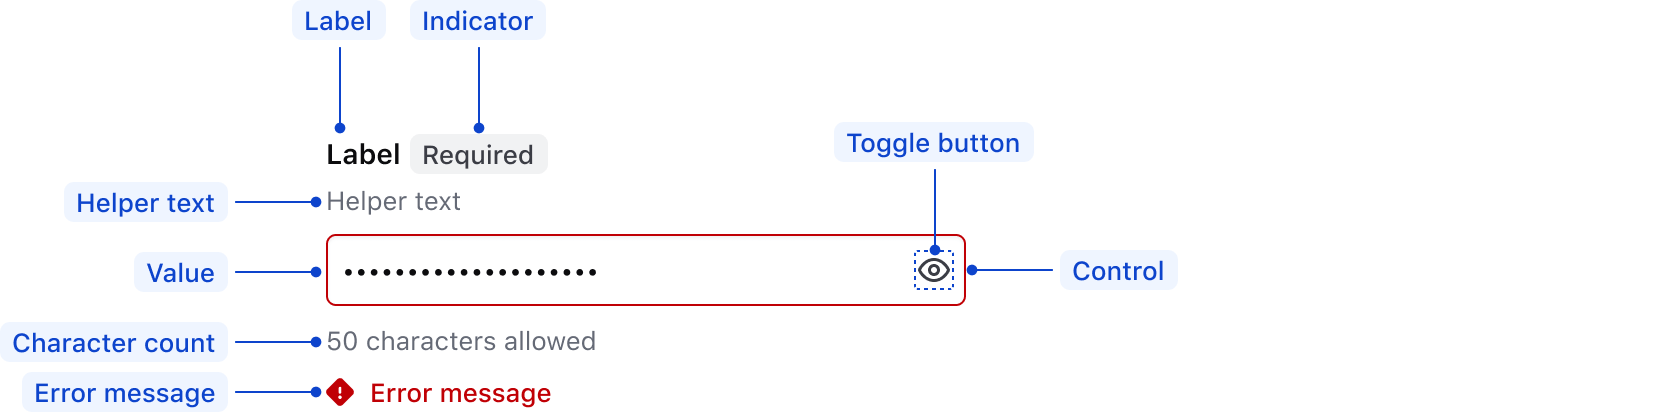 Label Indicator
Label Required
Toggle button
Helper text Helper text
Value •••••••••••••••••••• Control
Character count 50 characters allowed
Error message Error message